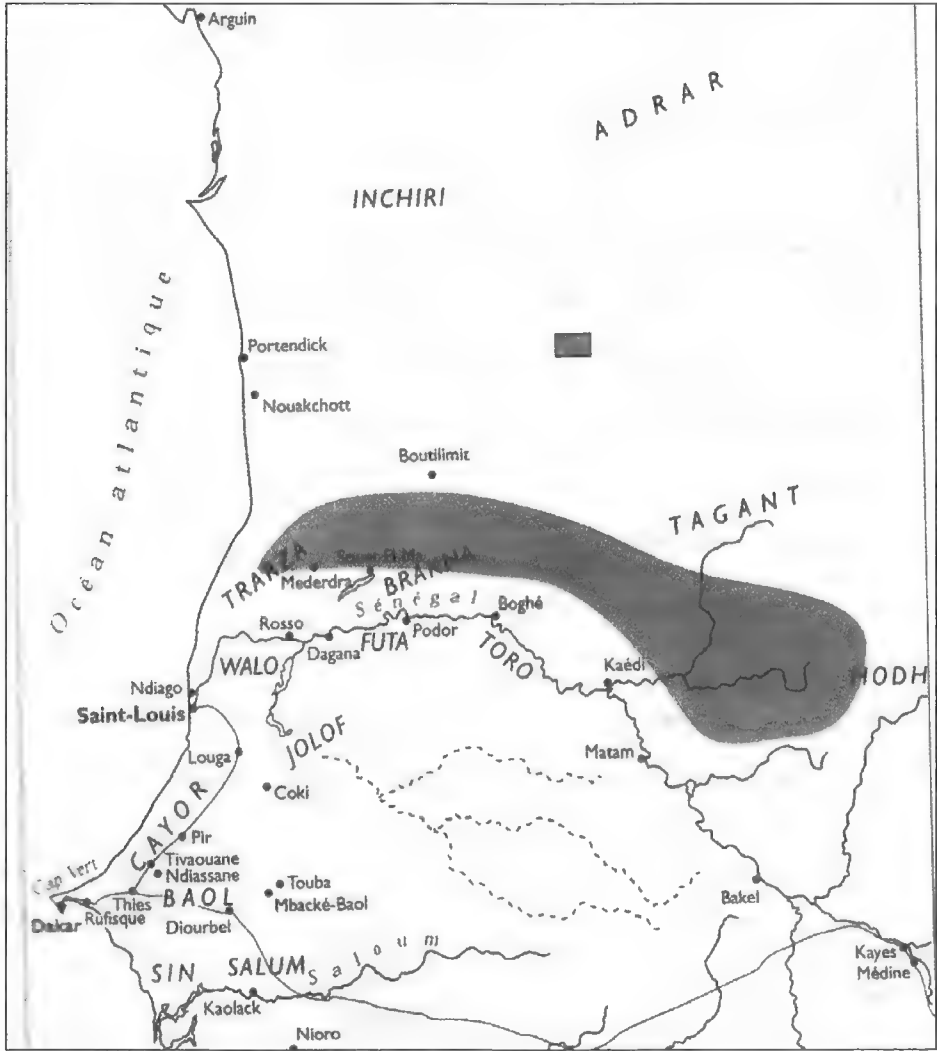 Arguin
ADRAR
INCHIRI
Océan atlantique
Portendick
Nouakchott
Boutilimit
TAGANT
TRARZA
Mederdra
BRAKNA
Sénégal
Boghé
Rosso
Dagana
FUTA
Podor
TORO
WALO
Kaédi
HODH
Ndiago
Saint-Louis
JOLOF
Matam
Louga
Coki
CAYOR
Pir
Tivaouane
Ndiassane
Cap Vert
Touba
Mbacké-Baol
Bakel
Thies
BAOL
Dakar
Rufisque
Diourbel
Kayes
Médine
SIN
SALUM
Saloum
Kaolack
Nioro